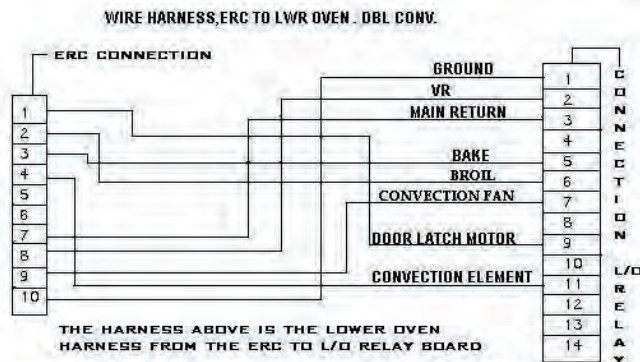 WIRE HARNESS,ERC TO LWR OVEN . DBL CONV.
ERC CONNECTION
1
2
3
4
5
6
7
8
9
10
GROUND
VR
MAIN RETURN
BAKE
BROIL
CONVECTION FAN
DOOR LATCH MOTOR
CONVECTION ELEMENT
1
2
3
4
5
6
7
8
9
10
11
12
13
14
CONNECTION
L/O
RELAY
THE HARNESS ABOVE IS THE LOWER OVEN
HARNESS FROM THE ERC TO L/O RELAY BOARD